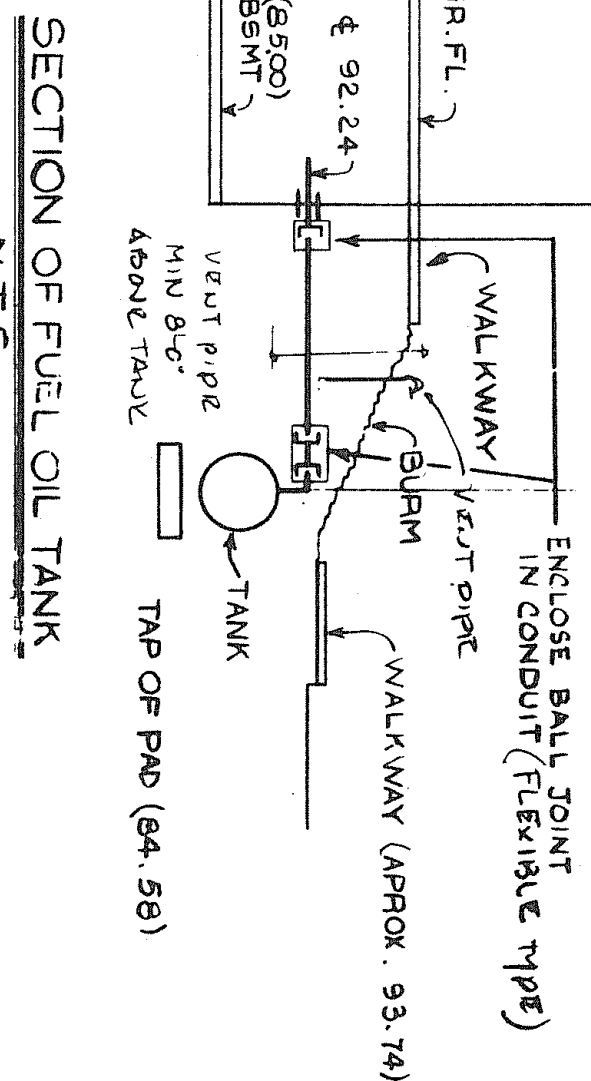 ENCLOSE BALL JOINT
IN CONDUIT (FLEXIBLE TYPE)
WALKWAY (APROX. 93.74)
GR. FL.
WALKWAY
VENT PIPE
BURM
₵ 92.24
(85.00)
BSMT
VENT PIPE
MIN 8'-0"
ABOVE TANK
TANK
TAP OF PAD (84.58)
SECTION OF FUEL OIL TANK
N.T.S.